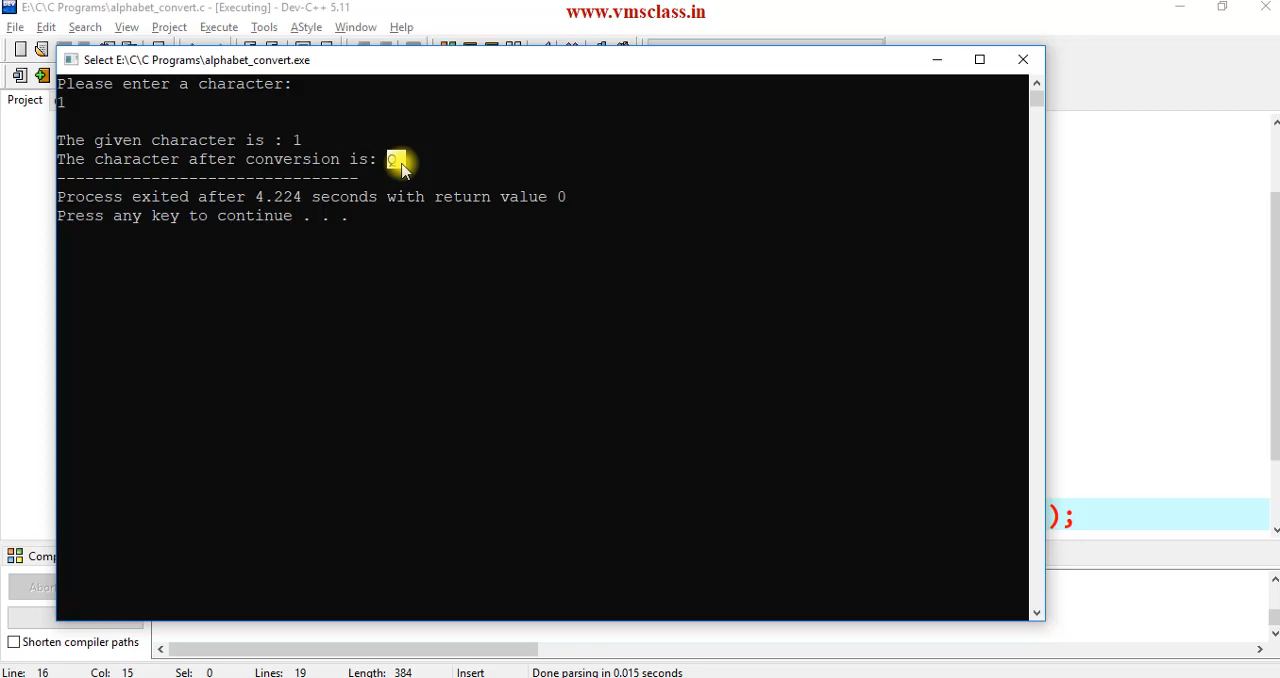 E:\C\C Programs\alphabet_convert.c - [Executing] - Dev-C++ 5.11
www.vmsclass.in
File Edit Search View Project Execute Tools AStyle Window Help
Select E:\C\C Programs\alphabet_convert.exe
Project
Please enter a character:
1
The given character is : 1
The character after conversion is: Q
--------------------------------
Process exited after 4.224 seconds with return value 0
Press any key to continue . . .
);
Shorten compiler paths
Line: 16 Col: 15 Sel: 0 Lines: 19 Length: 384 Insert Done parsing in 0.015 seconds